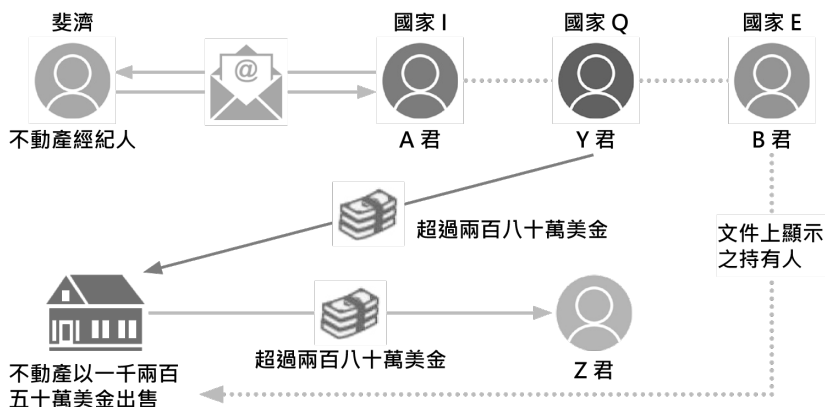 斐濟
國家 I
國家 Q
國家 E
@
不動產經紀人
A 君
Y 君
B 君
超過兩百八十萬美金
文件上顯示
之持有人
超過兩百八十萬美金
Z 君
不動產以一千兩百
五十萬美金出售